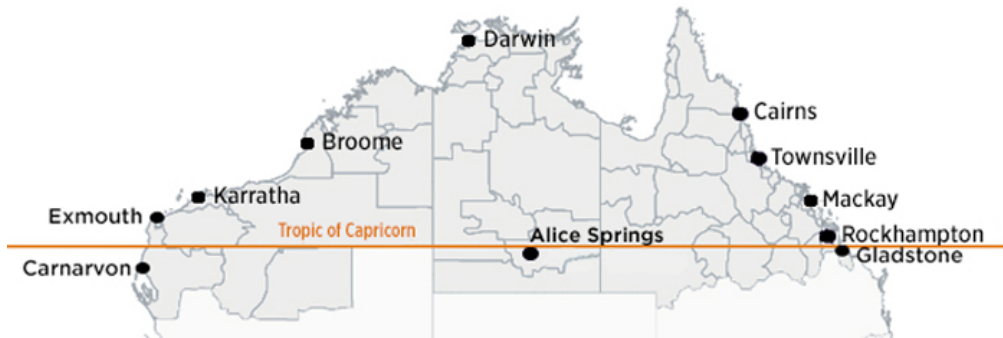 Darwin
Cairns
Broome
Townsville
Karratha
Mackay
Exmouth
Tropic of Capricorn
Alice Springs
Rockhampton
Gladstone
Carnarvon